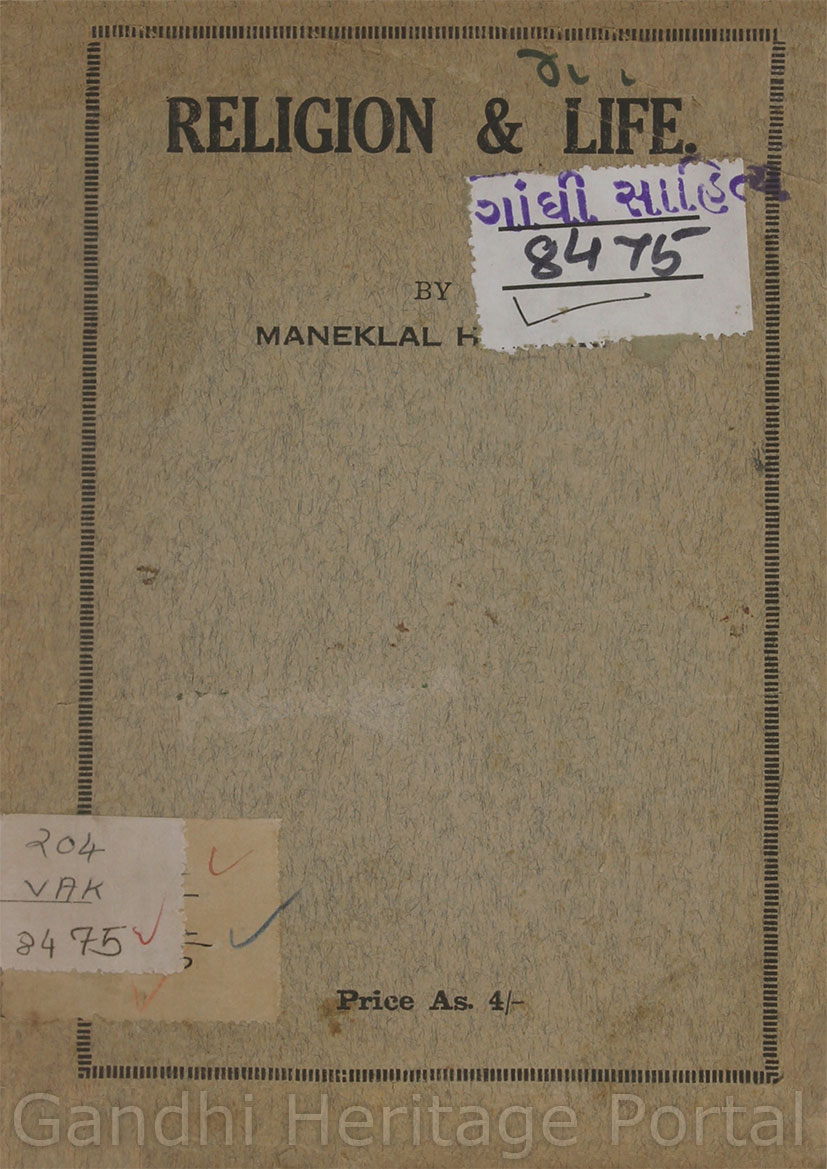 RELIGION & LIFE.
ગાંધી સાહિત્ય
8475
BY
MANEKLAL H
204
VAK
8475
Price As. 4/-
Gandhi Heritage Portal